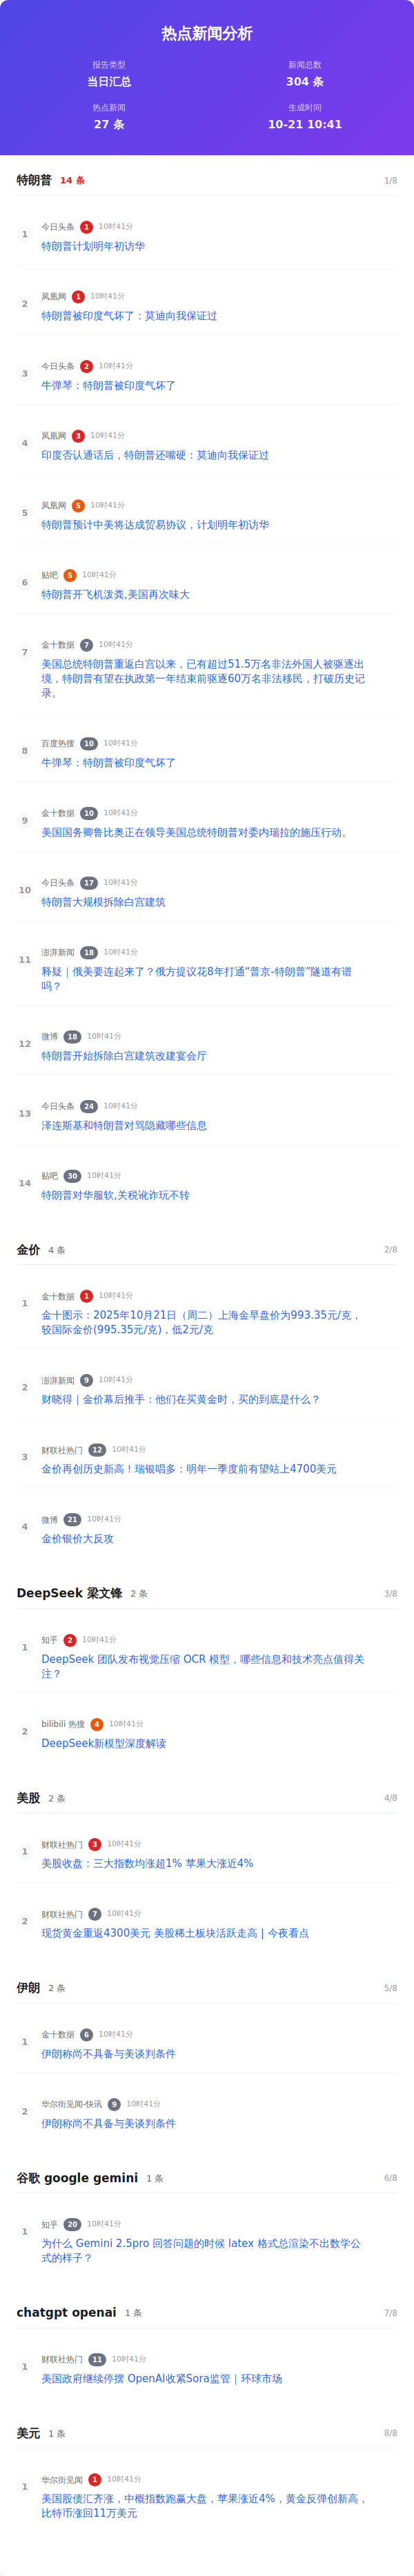 热点新闻分析
报告类型
当日汇总
新闻总数
304 条
热点新闻
27 条
生成时间
10-21 10:41
特朗普 14 条 1/8
1
今日头条 1 10时41分
特朗普计划明年初访华
2
凤凰网 1 10时41分
特朗普被印度气坏了：莫迪向我保证过
3
今日头条 2 10时41分
牛弹琴：特朗普被印度气坏了
4
凤凰网 3 10时41分
印度否认通话后，特朗普还嘴硬：莫迪向我保证过
5
凤凰网 5 10时41分
特朗普预计中美将达成贸易协议，计划明年初访华
6
贴吧 5 10时41分
特朗普开飞机泼粪,美国再次味大
7
金十数据 7 10时41分
美国总统特朗普重返白宫以来，已有超过51.5万名非法外国人被驱逐出
境，特朗普有望在执政第一年结束前驱逐60万名非法移民，打破历史记
录。
8
百度热搜 10 10时41分
牛弹琴：特朗普被印度气坏了
9
金十数据 10 10时41分
美国国务卿鲁比奥正在领导美国总统特朗普对委内瑞拉的施压行动。
10
今日头条 17 10时41分
特朗普大规模拆除白宫建筑
11
澎湃新闻 18 10时41分
释疑｜俄美要连起来了？俄方提议花8年打通“普京-特朗普”隧道有谱
吗？
12
微博 18 10时41分
特朗普开始拆除白宫建筑改建宴会厅
13
今日头条 24 10时41分
泽连斯基和特朗普对骂隐藏哪些信息
14
贴吧 30 10时41分
特朗普对华服软,关税讹诈玩不转
金价 4 条 2/8
1
金十数据 1 10时41分
金十图示：2025年10月21日（周二）上海金早盘价为993.35元/克，
较国际金价(995.35元/克)，低2元/克
2
澎湃新闻 9 10时41分
财晓得｜金价幕后推手：他们在买黄金时，买的到底是什么？
3
财联社热门 12 10时41分
金价再创历史新高！瑞银唱多：明年一季度前有望站上4700美元
4
微博 21 10时41分
金价银价大反攻
DeepSeek 梁文锋 2 条 3/8
1
知乎 2 10时41分
DeepSeek 团队发布视觉压缩 OCR 模型，哪些信息和技术亮点值得关
注？
2
bilibili 热搜 4 10时41分
DeepSeek新模型深度解读
美股 2 条 4/8
1
财联社热门 3 10时41分
美股收盘：三大指数均涨超1% 苹果大涨近4%
2
财联社热门 7 10时41分
现货黄金重返4300美元 美股稀土板块活跃走高 | 今夜看点
伊朗 2 条 5/8
1
金十数据 6 10时41分
伊朗称尚不具备与美谈判条件
2
华尔街见闻-快讯 9 10时41分
伊朗称尚不具备与美谈判条件
谷歌 google gemini 1 条 6/8
1
知乎 20 10时41分
为什么 Gemini 2.5pro 回答问题的时候 latex 格式总渲染不出数学公
式的样子？
chatgpt openai 1 条 7/8
1
财联社热门 11 10时41分
美国政府继续停摆 OpenAI收紧Sora监管｜环球市场
美元 1 条 8/8
1
华尔街见闻 1 10时41分
美国股债汇齐涨，中概指数跑赢大盘，苹果涨近4%，黄金反弹创新高，
比特币涨回11万美元